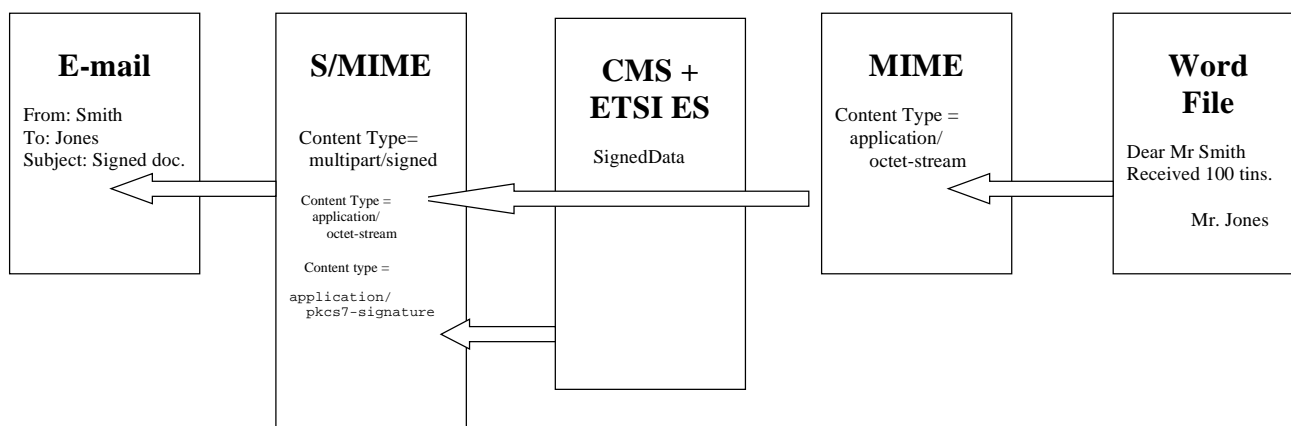 E-mail
From: Smith
To: Jones
Subject: Signed doc.
S/MIME
Content Type=
multipart/signed
Content Type =
application/
octet-stream
Content type =
application/
pkcs7-signature
CMS +
ETSI ES
SignedData
MIME
Content Type =
application/
octet-stream
Word
File
Dear Mr Smith
Received 100 tins.
Mr. Jones